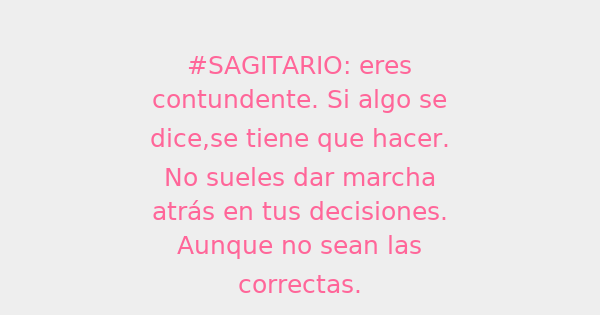 #SAGITARIO: eres
contundente. Si algo se
dice,se tiene que hacer.
No sueles dar marcha
atrás en tus decisiones.
Aunque no sean las
correctas.